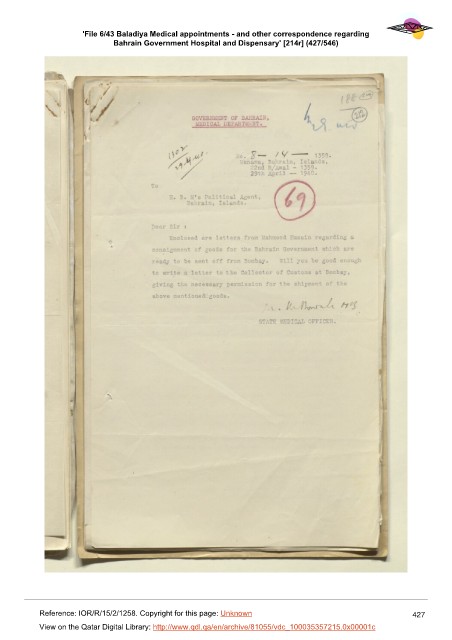 'File 6/43 Baladiya Medical appointments - and other correspondence regarding
Bahrain Government Hospital and Dispensary' [214r] (427/546)
GOVERNMENT OF BAHRAIN,
MEDICAL DEPARTMENT.
No. 8 — 14 — 1359.
Manama, Bahrain, Islands.
22nd R/Awal - 1359.
29th April — 1940.
To
H. B. M's Political Agent,
Bahrain, Islands.
69
Dear Sir :
Enclosed are letters from Mahomed Husain regarding a
consignment of goods for the Bahrain Government which are
ready to be sent off from Bombay. Will you be good enough
to write a letter to the Collector of Customs at Bombay,
giving the necessary permission for the shipment of the
above mentioned goods.
STATE MEDICAL OFFICER.
Reference: IOR/R/15/2/1258. Copyright for this page: Unknown
427
View on the Qatar Digital Library: http://www.qdl.qa/en/archive/81055/vdc_100035357215.0x00001c